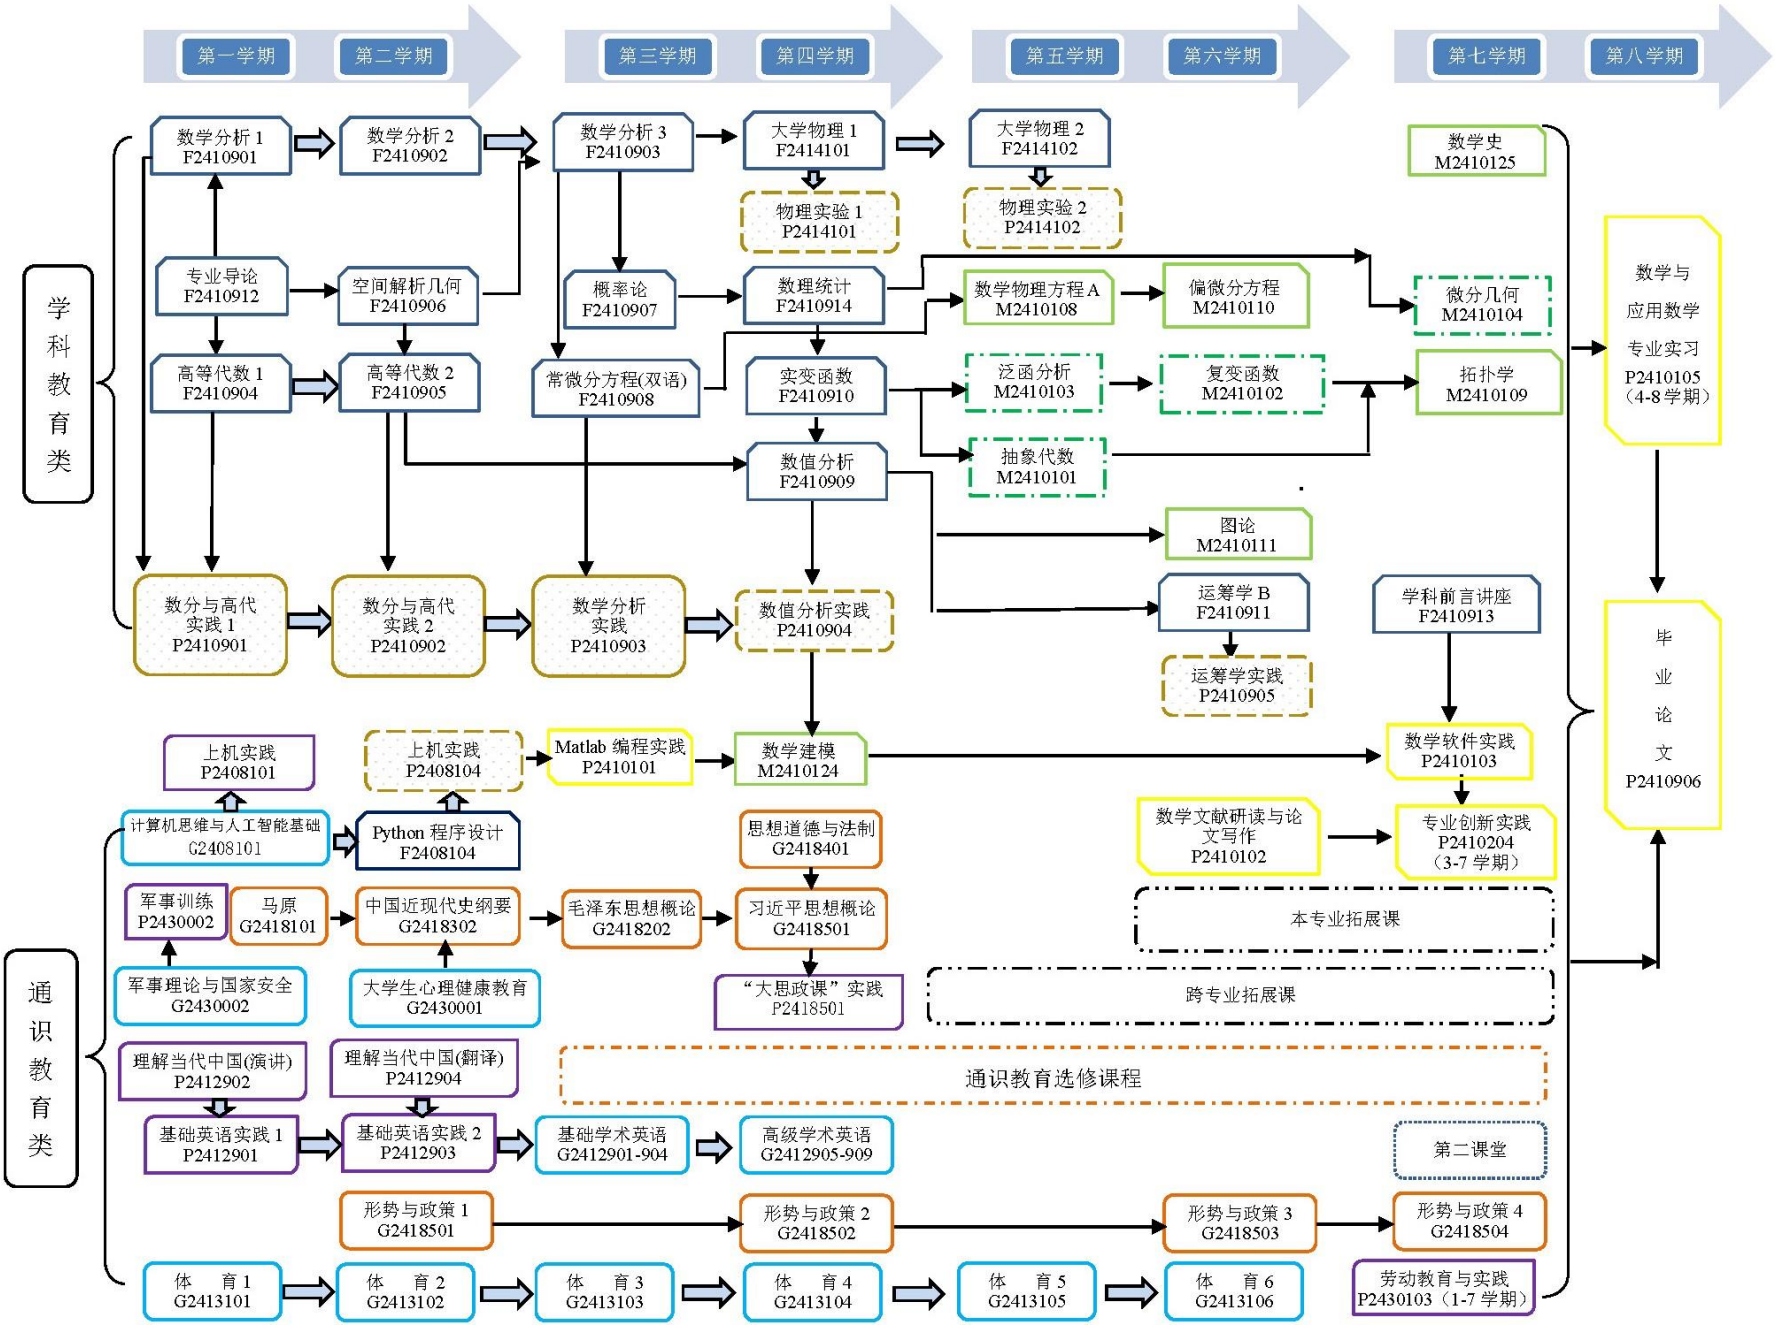 第一学期
第二学期
第三学期
第四学期
第五学期
第六学期
第七学期
第八学期
学科教育类
数学分析 1
F2410901
数学分析 2
F2410902
数学分析 3
F2410903
大学物理 1
F2414101
大学物理 2
F2414102
数学史
M2410125
物理实验 1
P2414101
物理实验 2
P2414102
专业导论
F2410912
空间解析几何
F2410906
概率论
F2410907
数理统计
F2410914
数学物理方程 A
M2410108
偏微分方程
M2410110
微分几何
M2410104
数学与
应用数学
专业实习
P2410105
（4-8 学期）
高等代数 1
F2410904
高等代数 2
F2410905
常微分方程(双语)
F2410908
实变函数
F2410910
泛函分析
M2410103
复变函数
M2410102
拓扑学
M2410109
数值分析
F2410909
抽象代数
M2410101
图论
M2410111
数分与高代
实践 1
P2410901
数分与高代
实践 2
P2410902
数学分析
实践
P2410903
数值分析实践
P2410904
运筹学 B
F2410911
学科前言讲座
F2410913
运筹学实践
P2410905
毕业论文
P2410906
通识教育类
上机实践
P2408101
上机实践
P2408104
Matlab 编程实践
P2410101
数学建模
M2410124
数学软件实践
P2410103
计算机思维与人工智能基础
G2408101
Python 程序设计
F2408104
思想道德与法制
G2418401
数学文献研读与论
文写作
P2410102
专业创新实践
P2410204
（3-7 学期）
军事训练
P2430002
马原
G2418101
中国近现代史纲要
G2418302
毛泽东思想概论
G2418202
习近平思想概论
G2418501
本专业拓展课
军事理论与国家安全
G2430002
大学生心理健康教育
G2430001
“大思政课”实践
P2418501
跨专业拓展课
理解当代中国(演讲)
P2412902
理解当代中国(翻译)
P2412904
通识教育选修课程
基础英语实践 1
P2412901
基础英语实践 2
P2412903
基础学术英语
G2412901-904
高级学术英语
G2412905-909
第二课堂
形势与政策 1
G2418501
形势与政策 2
G2418502
形势与政策 3
G2418503
形势与政策 4
G2418504
体 育 1
G2413101
体 育 2
G2413102
体 育 3
G2413103
体 育 4
G2413104
体 育 5
G2413105
体 育 6
G2413106
劳动教育与实践
P2430103（1-7 学期）